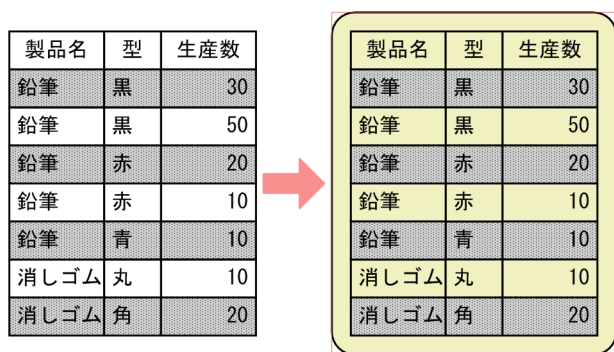 製品名 型 生産数
鉛筆 黒 30
鉛筆 黒 50
鉛筆 赤 20
鉛筆 赤 10
鉛筆 青 10
消しゴム 丸 10
消しゴム 角 20
製品名 型 生産数
鉛筆 黒 30
鉛筆 黒 50
鉛筆 赤 20
鉛筆 赤 10
鉛筆 青 10
消しゴム 丸 10
消しゴム 角 20